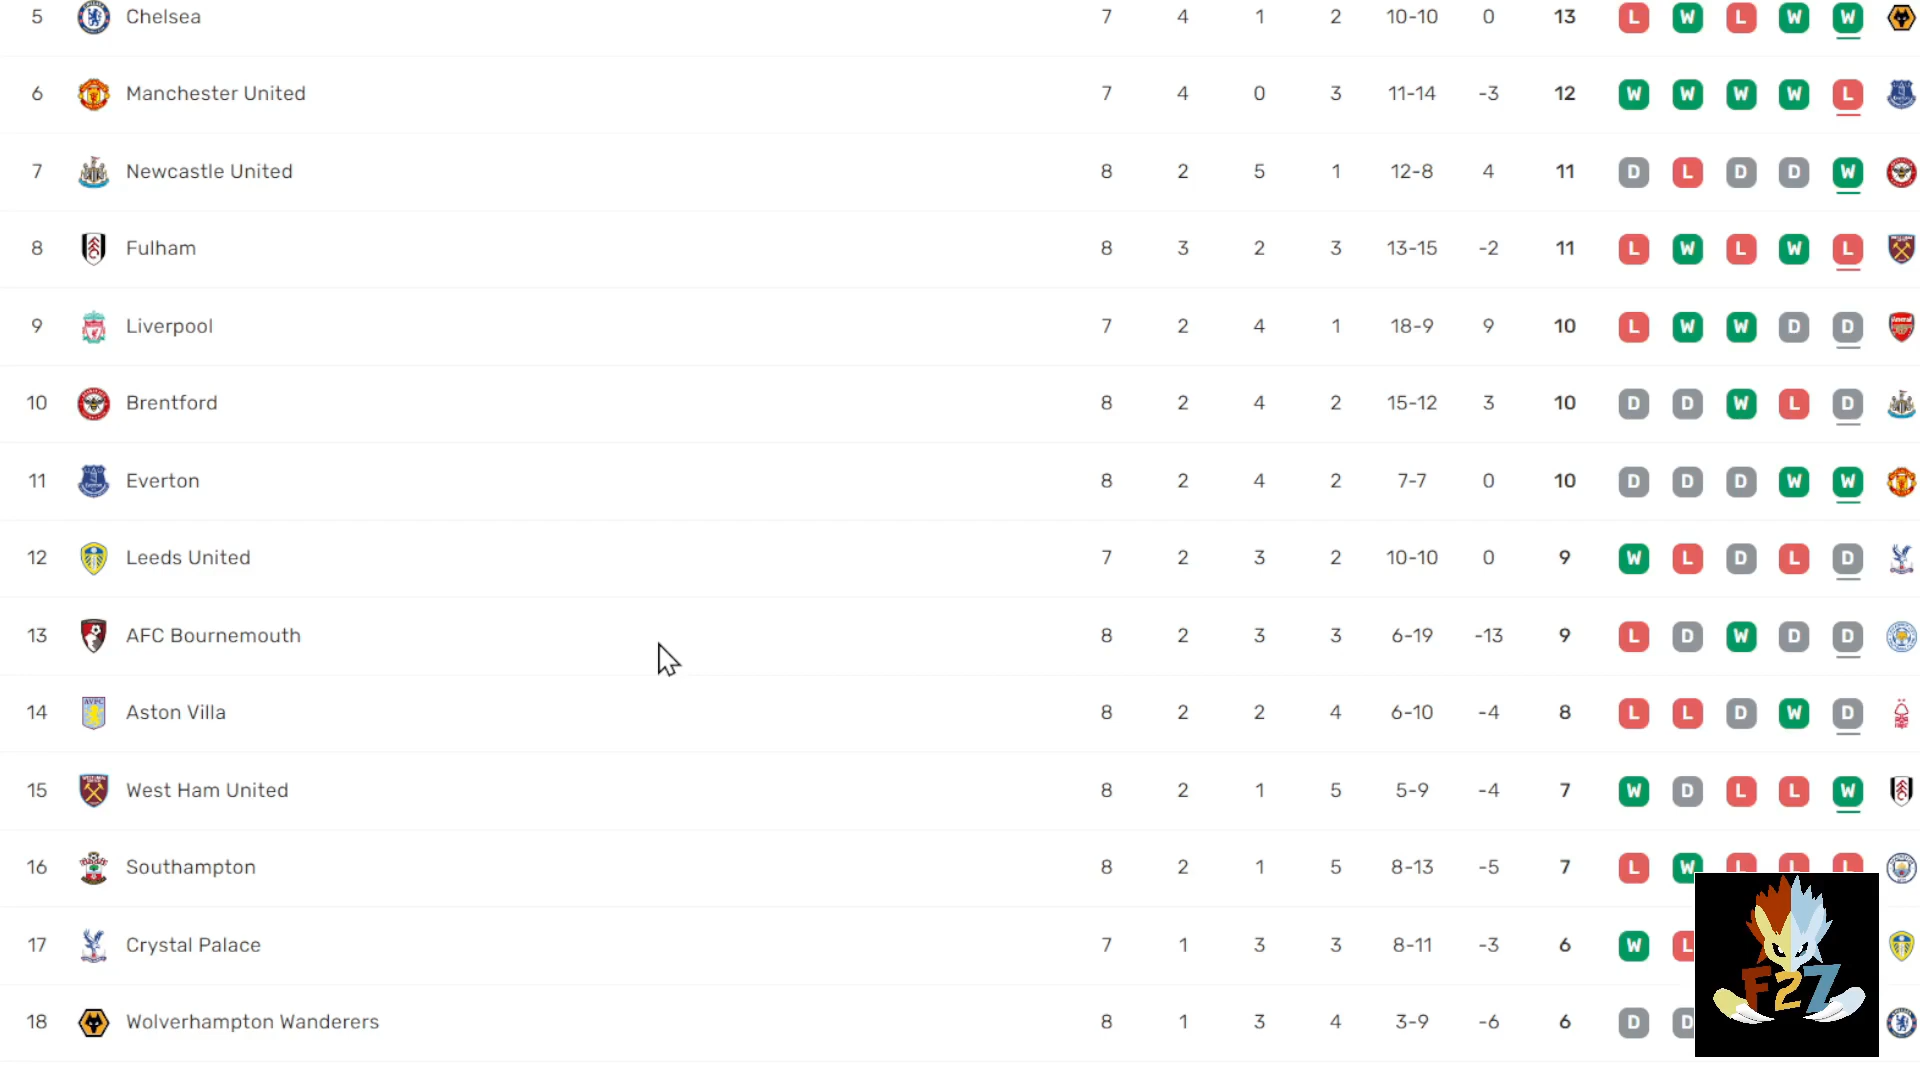 5 Chelsea 7 4 1 2 10-10 0 13 L W L W W
6 Manchester United 7 4 0 3 11-14 -3 12 W W W W L
7 Newcastle United 8 2 5 1 12-8 4 11 D L D D W
8 Fulham 8 3 2 3 13-15 -2 11 L W L W L
9 Liverpool 7 2 4 1 18-9 9 10 L W W D D
10 Brentford 8 2 4 2 15-12 3 10 D D W L D
11 Everton 8 2 4 2 7-7 0 10 D D D W W
12 Leeds United 7 2 3 2 10-10 0 9 W L D L D
13 AFC Bournemouth 8 2 3 3 6-19 -13 9 L D W D D
14 Aston Villa 8 2 2 4 6-10 -4 8 L L D W D
15 West Ham United 8 2 1 5 5-9 -4 7 W D L L W
16 Southampton 8 2 1 5 8-13 -5 7 L W L L L
17 Crystal Palace 7 1 3 3 8-11 -3 6 W L
18 Wolverhampton Wanderers 8 1 3 4 3-9 -6 6 D D
F2Z